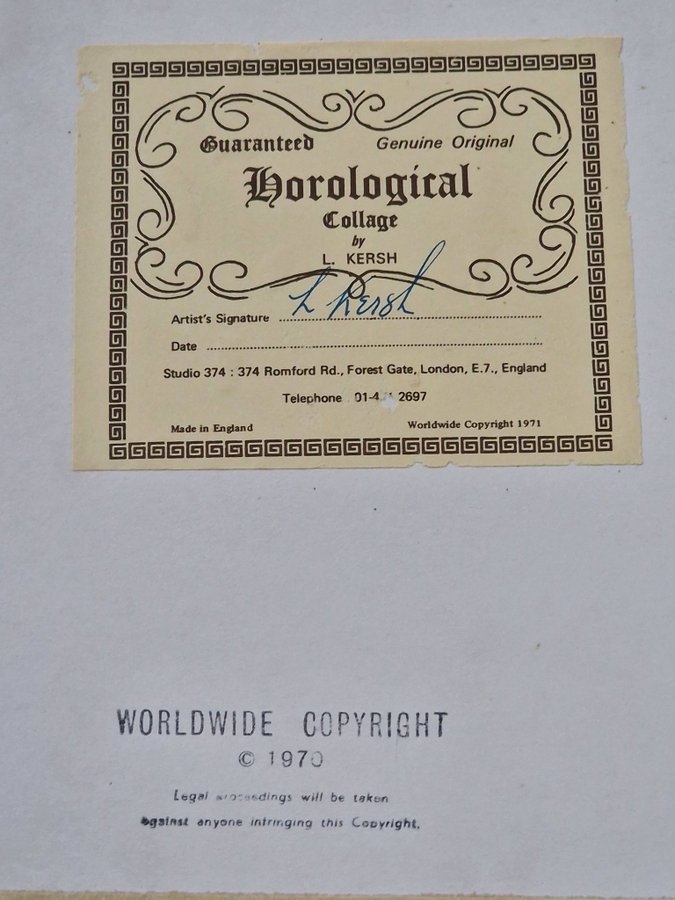 Guaranteed Genuine Original
Horological
Collage
by
L. KERSH
Artist's Signature L Kersh
Date
Studio 374 : 374 Romford Rd., Forest Gate, London, E.7., England
Telephone 2697
Made in England Worldwide Copyright 1971
WORLDWIDE COPYRIGHT
© 1970
Legal proceedings will be taken
against anyone infringing this Copyright.